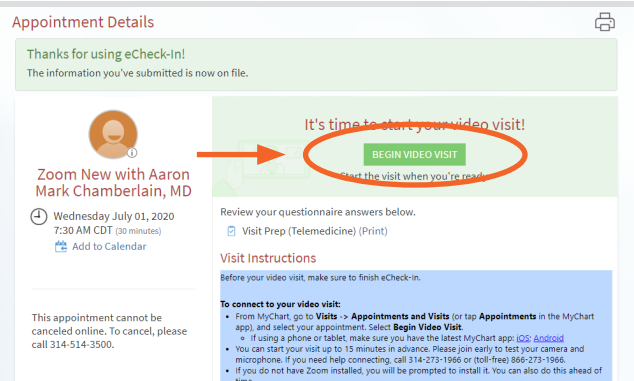 Appointment Details
Thanks for using eCheck-In!
The information you've submitted is now on file.
It's time to start your video visit!
BEGIN VIDEO VISIT
Start the visit when you're ready
Zoom New with Aaron
Mark Chamberlain, MD
Wednesday July 01, 2020
7:30 AM CDT (30 minutes)
Add to Calendar
This appointment cannot be
canceled online. To cancel, please
call 314-514-3500.
Review your questionnaire answers below.
Visit Prep (Telemedicine) (Print)
Visit Instructions
Before your video visit, make sure to finish eCheck-In.
To connect to your video visit:
• From MyChart, go to Visits -> Appointments and Visits (or tap Appointments in the MyChart
app), and select your appointment. Select Begin Video Visit.
• If using a phone or tablet, make sure you have the latest MyChart app: iOS; Android
• You can start your visit up to 15 minutes in advance. Please join early to test your camera and
microphone. If you need help connecting, call 314-273-1966 or (toll-free) 866-273-1966.
• If you do not have Zoom installed, you will be prompted to install it. You can also do this ahead of
time.